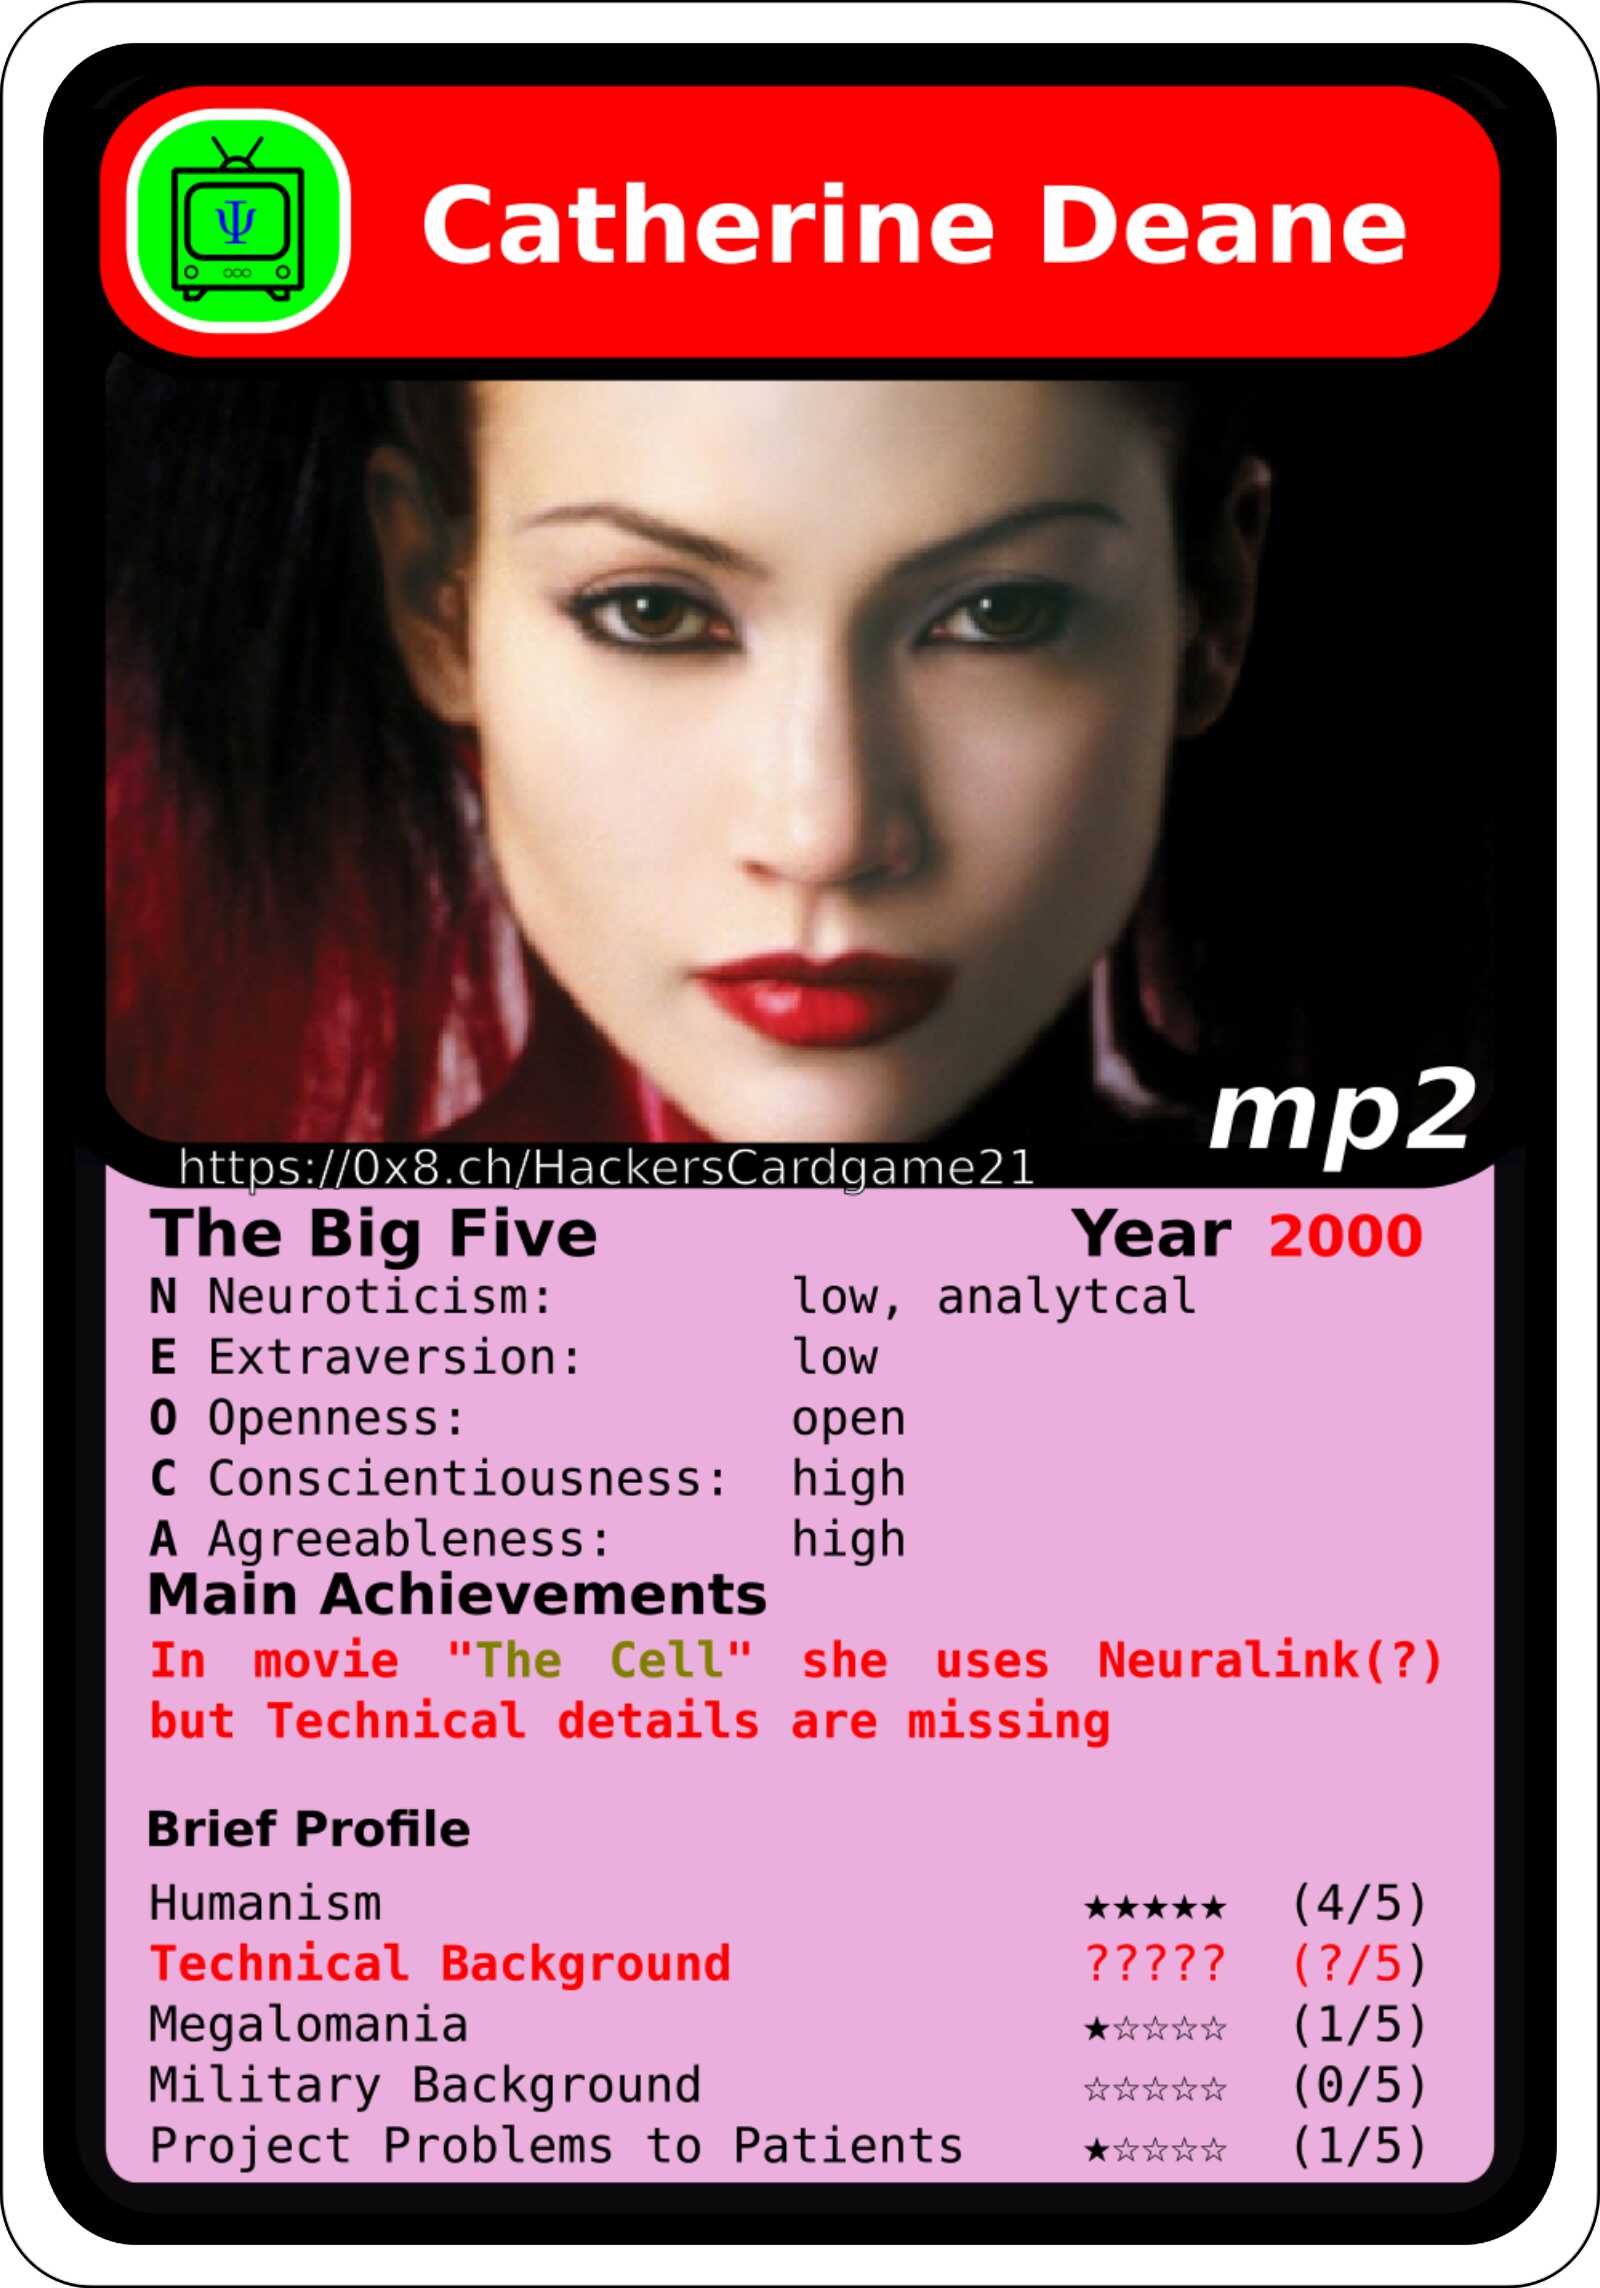 Ψ
Catherine Deane
mp2
https://0x8.ch/HackersCardgame21
The Big Five Year 2000
N Neuroticism: low, analytcal
E Extraversion: low
O Openness: open
C Conscientiousness: high
A Agreeableness: high
Main Achievements
In movie "The Cell" she uses Neuralink(?)
but Technical details are missing
Brief Profile
Humanism ★★★★★ (4/5)
Technical Background ????? (?/5)
Megalomania ★☆☆☆☆ (1/5)
Military Background ☆☆☆☆☆ (0/5)
Project Problems to Patients ★☆☆☆☆ (1/5)